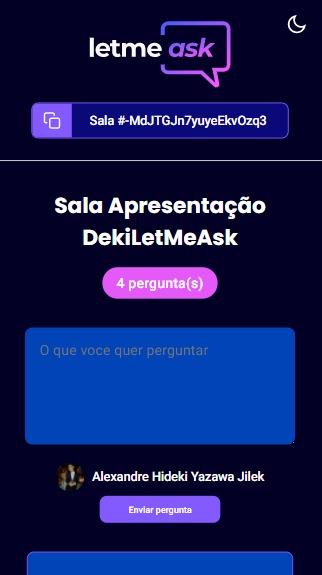 letme ask
Sala #-MdJTGJn7yuyeEkvOzq3
Sala Apresentação
DekiLetMeAsk
4 pergunta(s)
O que voce quer perguntar
Alexandre Hideki Yazawa Jilek
Enviar pergunta